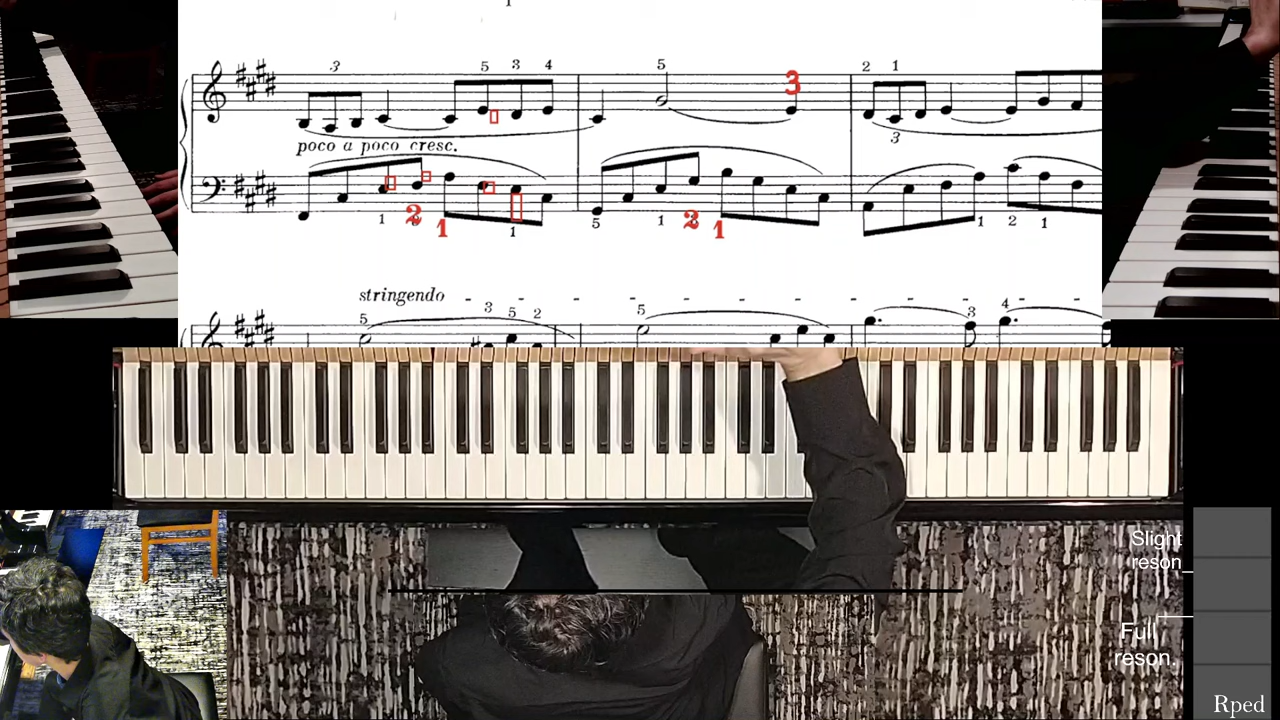 3 5 3 4 5 3 2 1
poco a poco cresc.
3
1 2 1 1 5 1 2 1 1 2 1
stringendo - - - - - - - - - - - -
5 3 5 2 5 3 4
Slight
reson.
Full
reson.
Rped